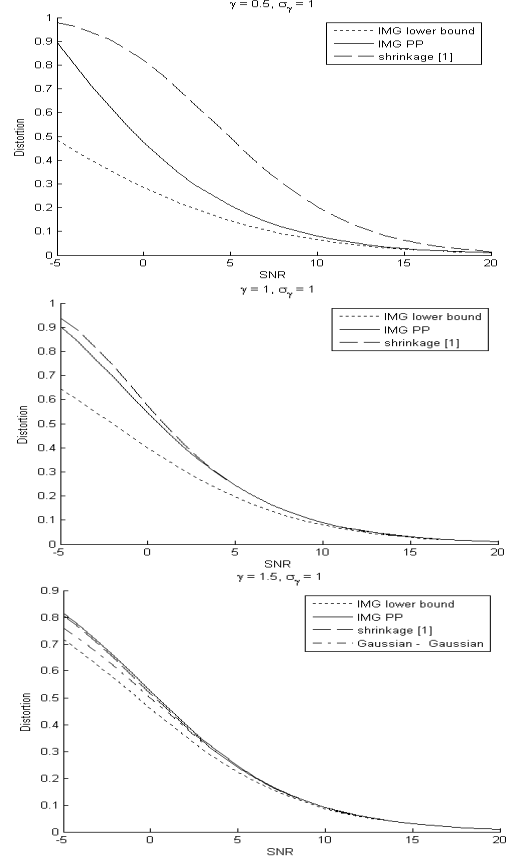 γ = 0.5, σγ = 1
IMG lower bound
IMG PP
shrinkage [1]
1
0.9
0.8
0.7
0.6
0.5
0.4
0.3
0.2
0.1
0
Distortion
-5 0 5 10 15 20
SNR
γ = 1, σγ = 1
IMG lower bound
IMG PP
shrinkage [1]
1
0.9
0.8
0.7
0.6
0.5
0.4
0.3
0.2
0.1
0
Distortion
-5 0 5 10 15 20
SNR
γ = 1.5, σγ = 1
IMG lower bound
IMG PP
shrinkage [1]
Gaussian - Gaussian
0.9
0.8
0.7
0.6
0.5
0.4
0.3
0.2
0.1
0
Distortion
-5 0 5 10 15 20
SNR